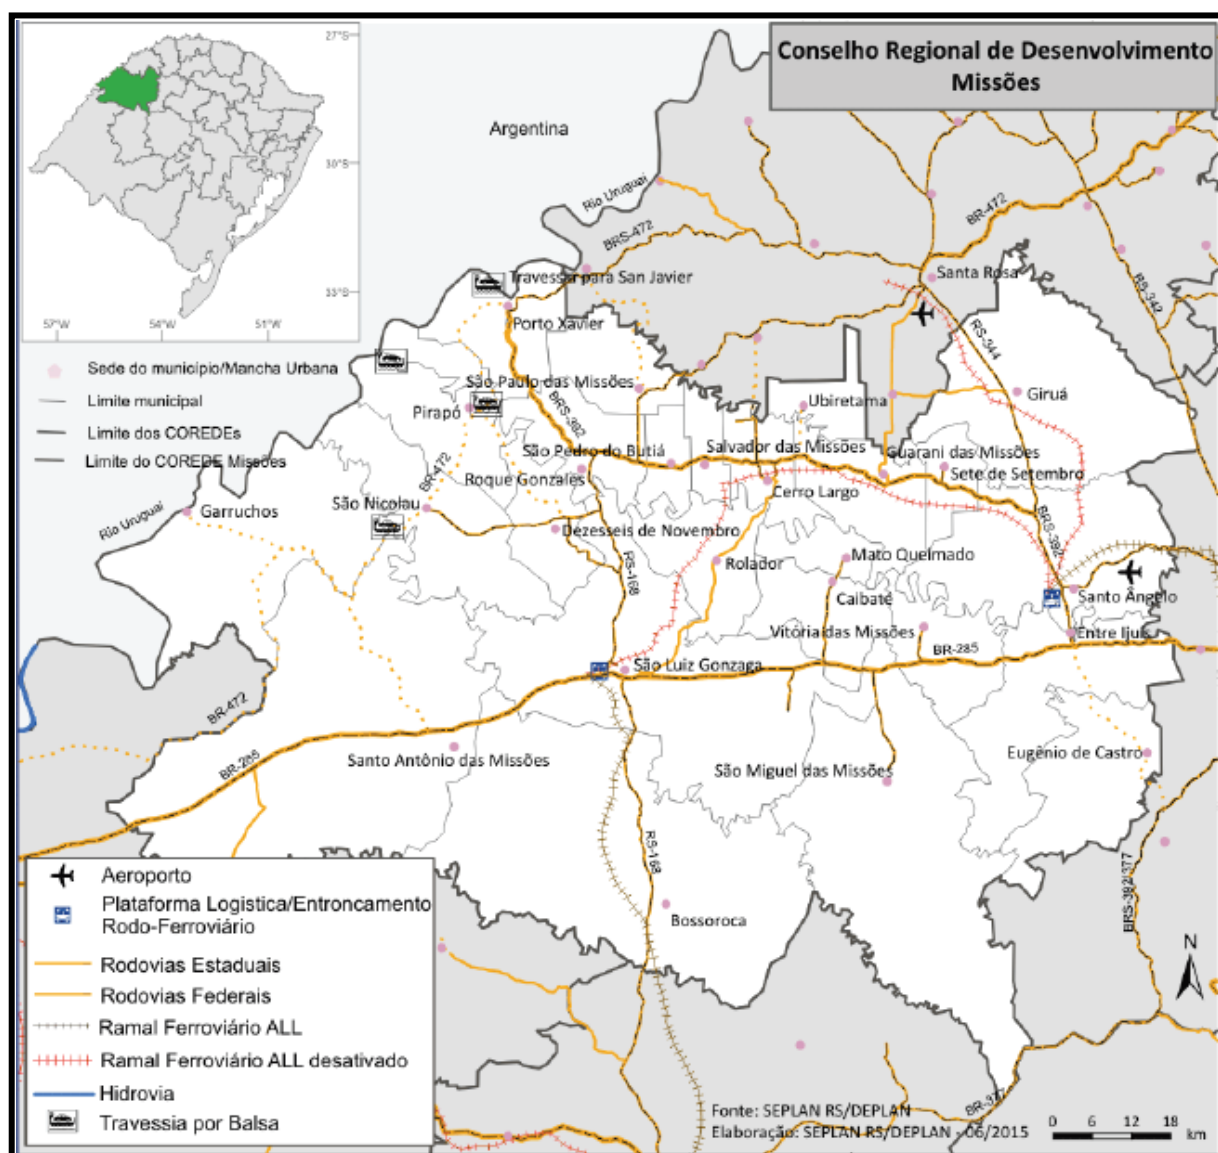 Conselho Regional de Desenvolvimento
Missões
27°S
30°S
33°S
57°W
54°W
51°W
Argentina
Rio Uruguai
BRS-472
BR-472
Travessia para San Javier
Santa Rosa
RS-342
Porto Xavier
RS-344
Sede do município/Mancha Urbana
Limite municipal
Limite dos COREDEs
Limite do COREDE Missões
São Paulo das Missões
Pirapó
BRS-392
Ubiretama
Giruá
São Pedro do Butiá
Salvador das Missões
Guarani das Missões
Roque Gonzales
Sete de Setembro
Cerro Largo
BR-472
São Nicolau
Garruchos
Rio Uruguai
Dezesseis de Novembro
BRS-392
Mato Queimado
Rolador
RS-168
Caibaté
Santo Ângelo
Vitória das Missões
Entre Ijuís
BR-285
São Luiz Gonzaga
BR-472
Santo Antônio das Missões
BR-285
Eugênio de Castro
São Miguel das Missões
RS-168
BRS-392/377
Bossoroca
N
Aeroporto
Plataforma Logística/Entroncamento
Rodo-Ferroviário
Rodovias Estaduais
Rodovias Federais
Ramal Ferroviário ALL
Ramal Ferroviário ALL desativado
Hidrovia
Travessia por Balsa
BR-377
Fonte: SEPLAN RS/DEPLAN
Elaboração: SEPLAN RS/DEPLAN - 06/2015
0 6 12 18
km